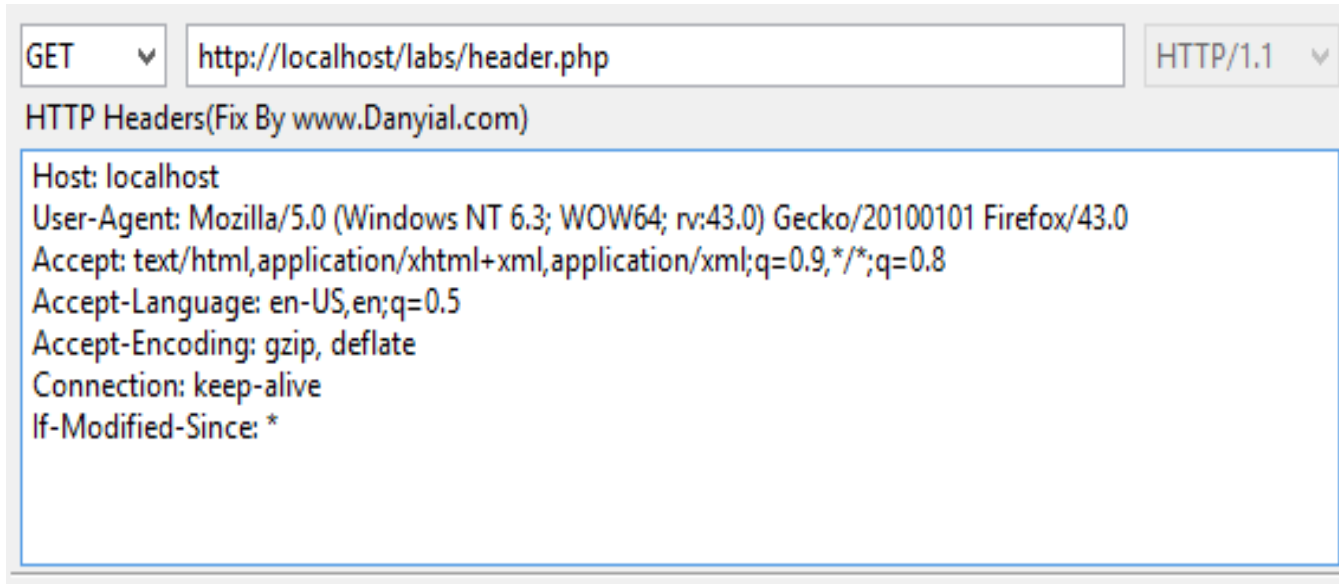 GET http://localhost/labs/header.php HTTP/1.1
HTTP Headers(Fix By www.Danyial.com)
Host: localhost
User-Agent: Mozilla/5.0 (Windows NT 6.3; WOW64; rv:43.0) Gecko/20100101 Firefox/43.0
Accept: text/html,application/xhtml+xml,application/xml;q=0.9,*/*;q=0.8
Accept-Language: en-US,en;q=0.5
Accept-Encoding: gzip, deflate
Connection: keep-alive
If-Modified-Since: *